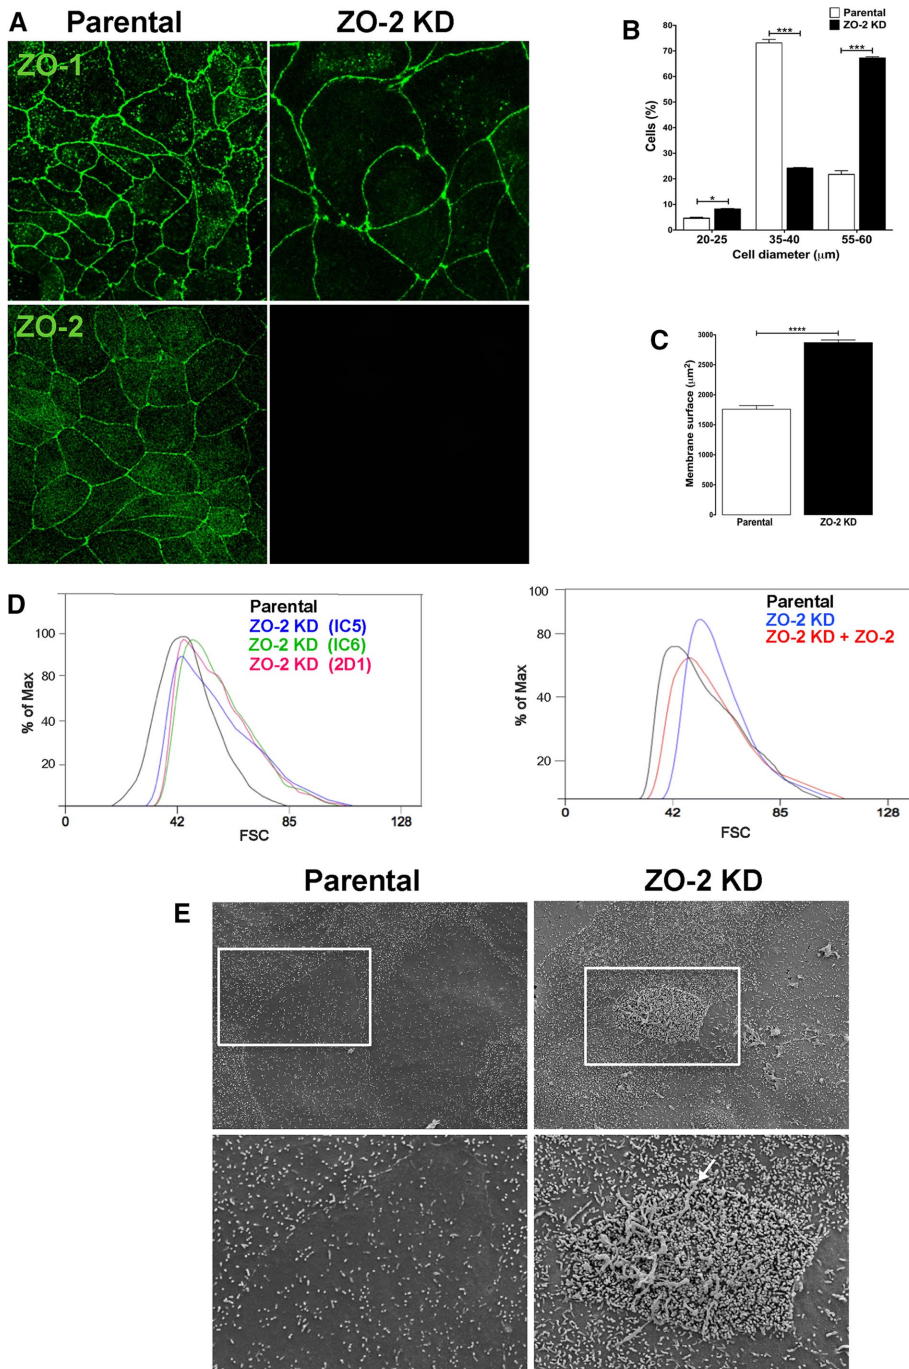 A
Parental
ZO-2 KD
ZO-1
ZO-2
B
Parental
ZO-2 KD
Cells (%)
80
70
60
50
40
30
20
10
0
*
***
***
20-25
35-40
55-60
Cell diameter (μm)
C
Membrane surface (μm²)
3000
2500
2000
1500
1000
500
0
****
Parental
ZO-2 KD
D
Parental
ZO-2 KD (IC5)
ZO-2 KD (IC6)
ZO-2 KD (2D1)
% of Max
100
80
40
20
0
42
85
128
FSC
Parental
ZO-2 KD
ZO-2 KD + ZO-2
% of Max
100
80
40
20
0
42
85
128
FSC
E
Parental
ZO-2 KD